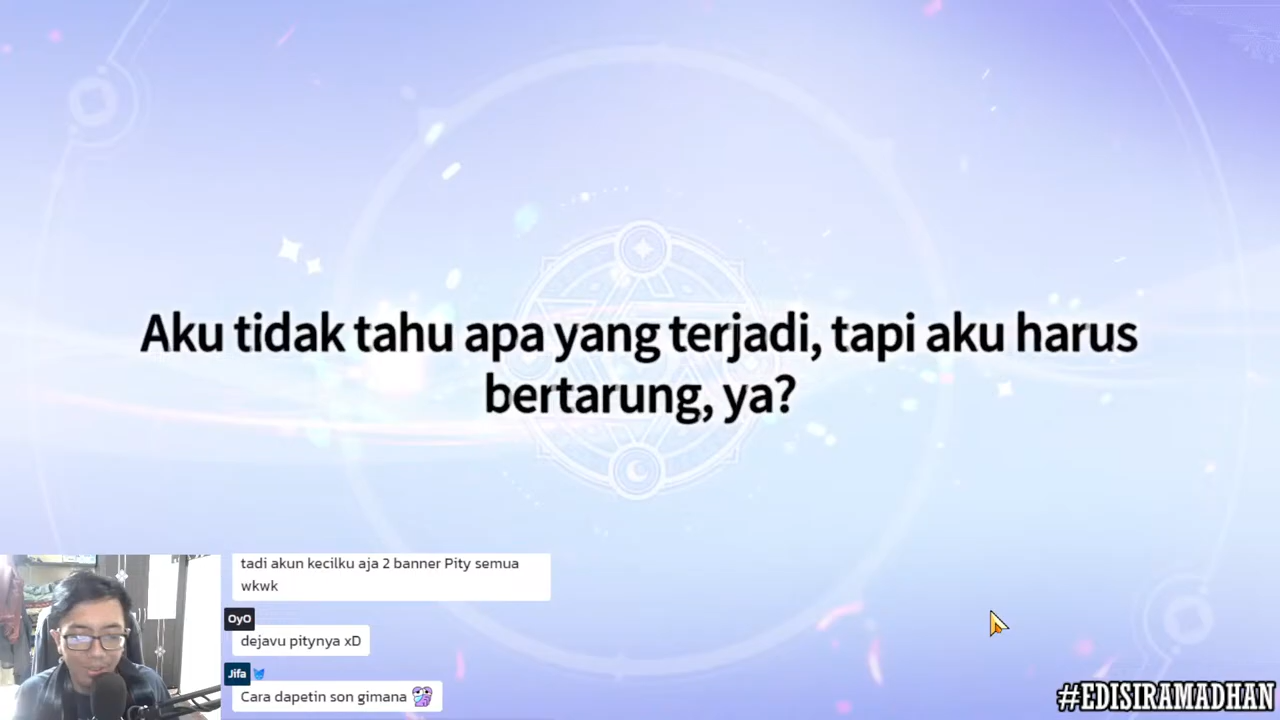 Aku tidak tahu apa yang terjadi, tapi aku harus
bertarung, ya?
tadi akun kecilku aja 2 banner Pity semua
wkwk
OyO
dejavu pitynya xD
Jifa
Cara dapetin son gimana
#EDISIRAMADHAN